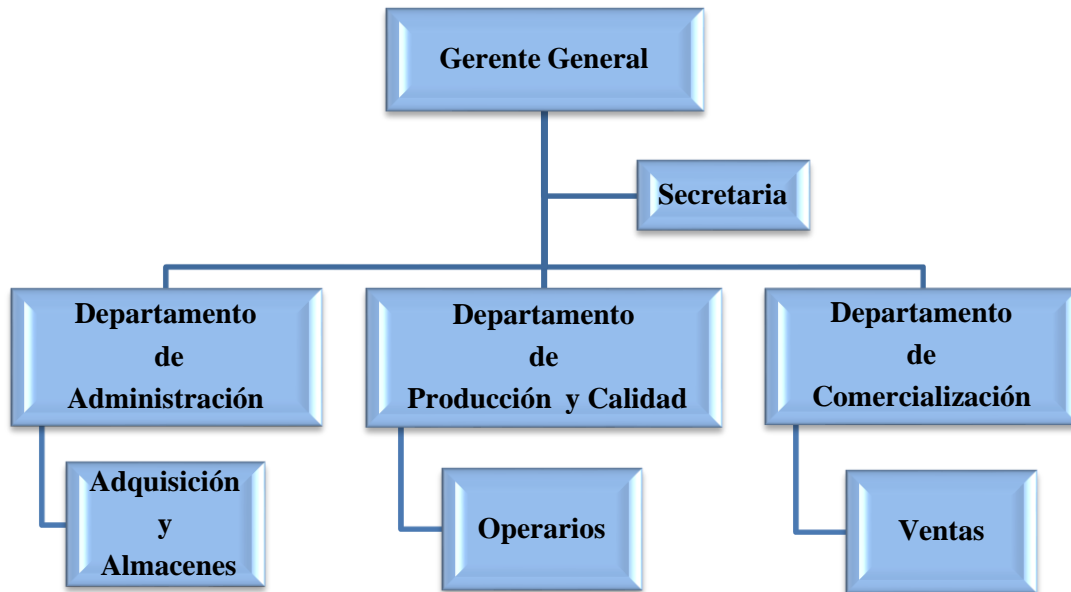 Gerente General
Secretaria
Departamento
de
Administración
Departamento
de
Producción y Calidad
Departamento
de
Comercialización
Adquisición
y
Almacenes
Operarios
Ventas